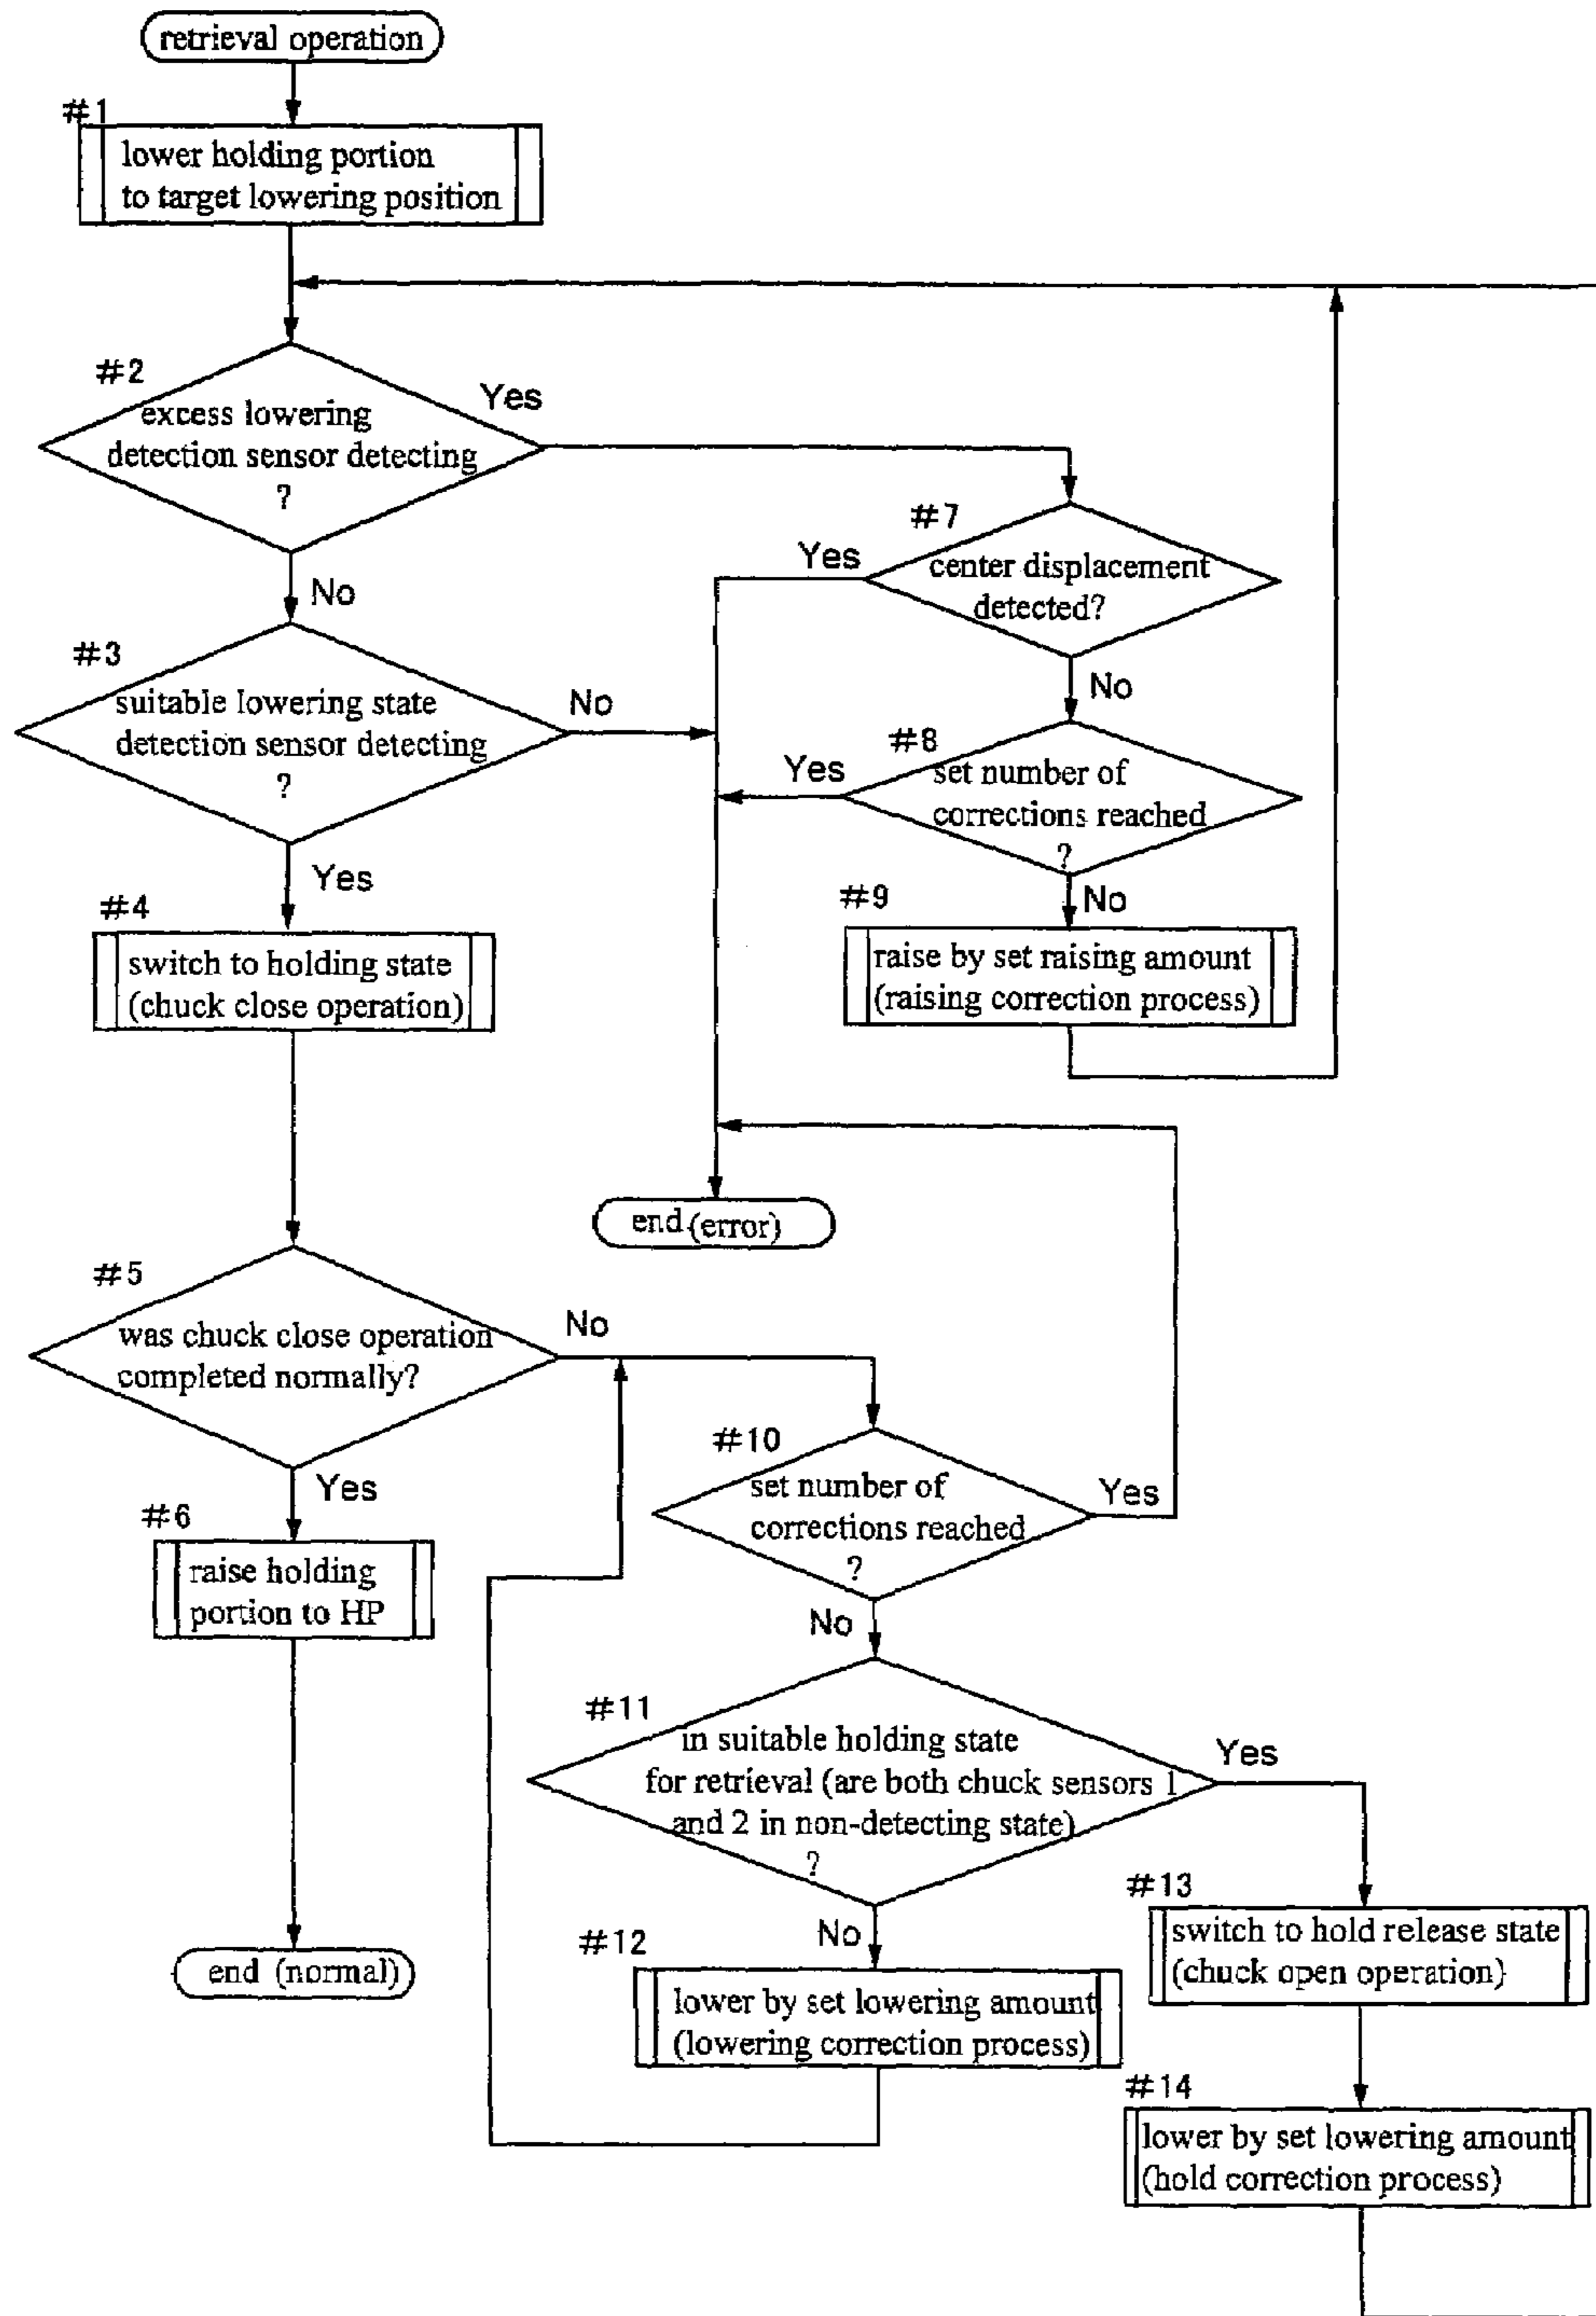 retrieval operation
#1
lower holding portion
to target lowering position
#2
excess lowering
detection sensor detecting
?
Yes
No
#3
suitable lowering state
detection sensor detecting
?
No
Yes
#4
switch to holding state
(chuck close operation)
#7
center displacement
detected?
Yes
No
#8
set number of
corrections reached
?
Yes
No
#9
raise by set raising amount
(raising correction process)
end (error)
#5
was chuck close operation
completed normally?
No
Yes
#6
raise holding
portion to HP
end (normal)
#10
set number of
corrections reached
?
Yes
No
#11
in suitable holding state
for retrieval (are both chuck sensors 1
and 2 in non-detecting state)
?
Yes
No
#12
lower by set lowering amount
(lowering correction process)
#13
switch to hold release state
(chuck open operation)
#14
lower by set lowering amount
(hold correction process)